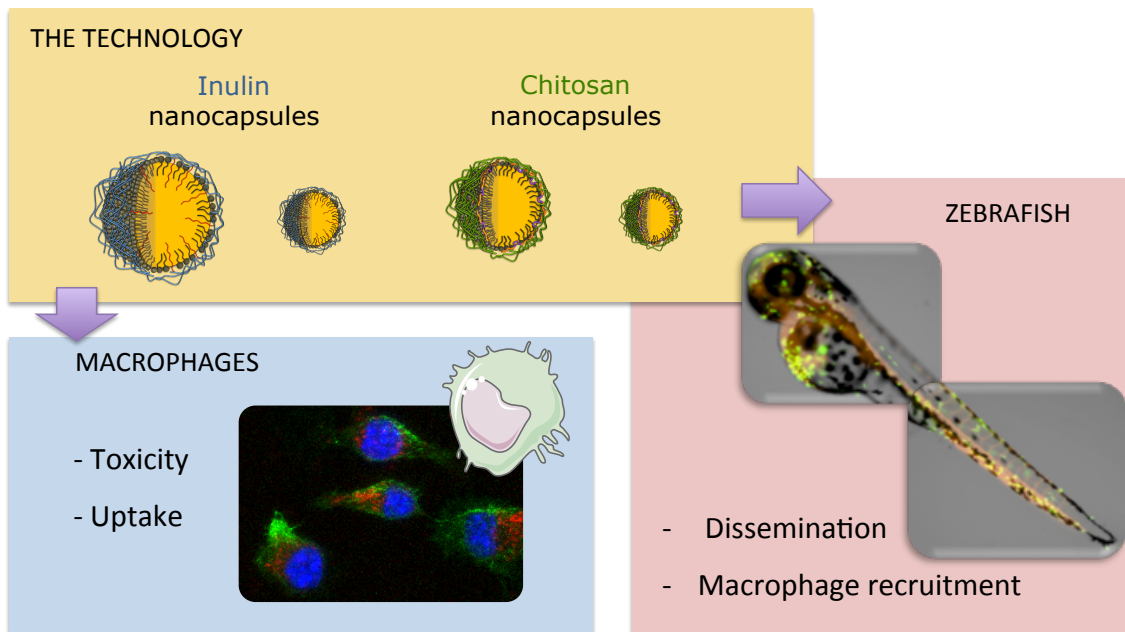 THE TECHNOLOGY
Inulin
nanocapsules
Chitosan
nanocapsules
ZEBRAFISH
MACROPHAGES
- Toxicity
- Uptake
- Dissemination
- Macrophage recruitment